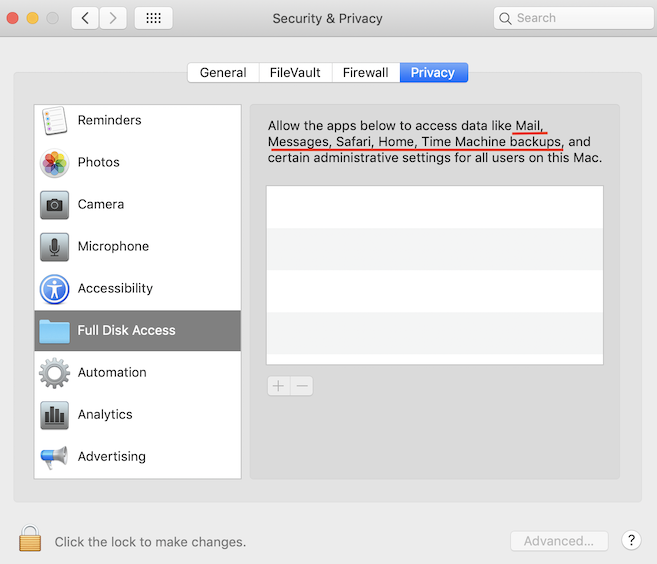 Security & Privacy
Search
General
FileVault
Firewall
Privacy
Reminders
Photos
Camera
Microphone
Accessibility
Full Disk Access
Automation
Analytics
Advertising
Allow the apps below to access data like Mail,
Messages, Safari, Home, Time Machine backups, and
certain administrative settings for all users on this Mac.
Click the lock to make changes.
Advanced...
?